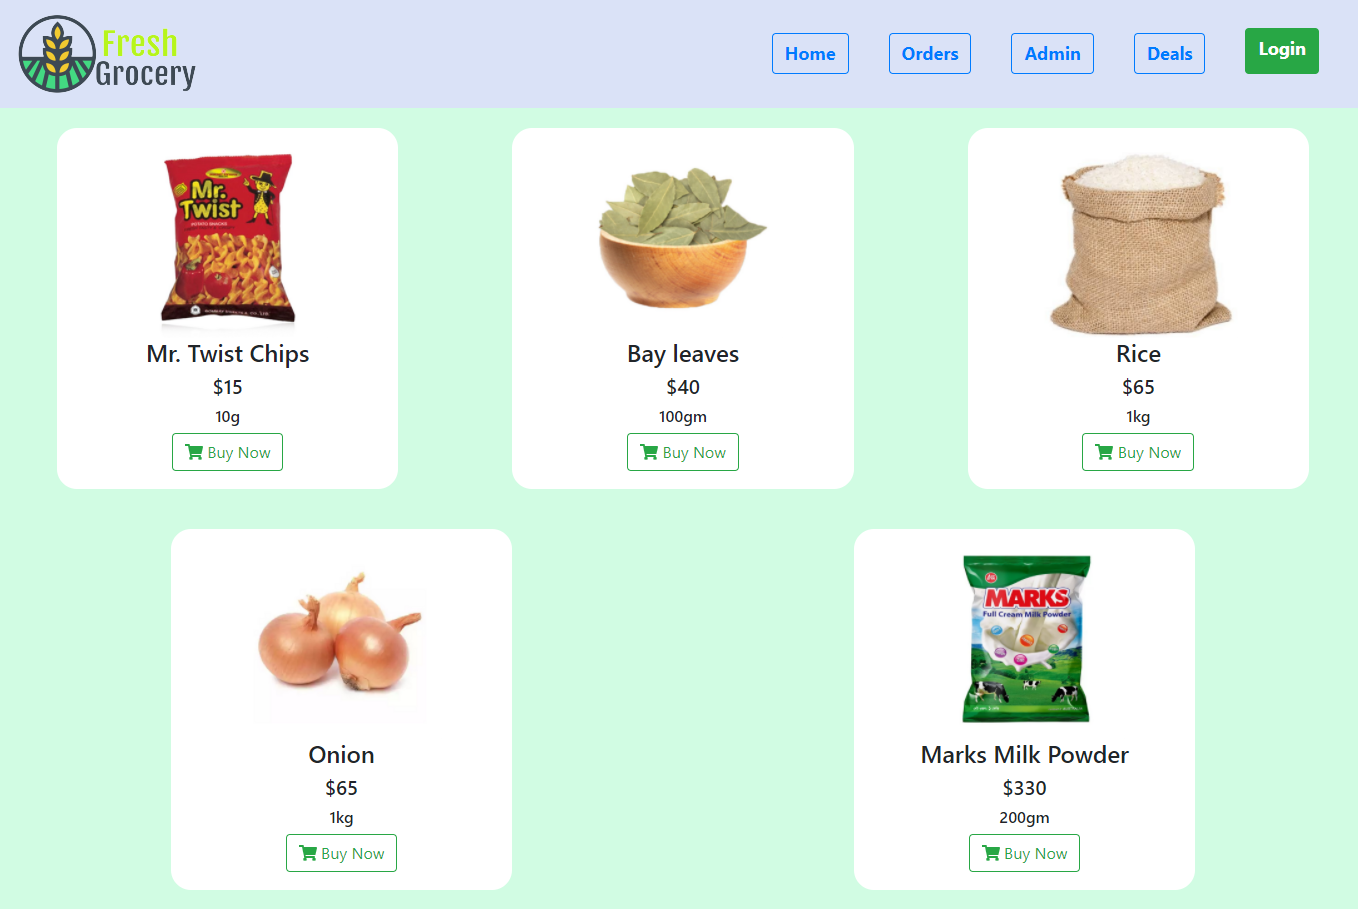 Fresh
Grocery
Home
Orders
Admin
Deals
Login
Mr.
Twist
POTATO SNACKS
Mr. Twist Chips
$15
10g
Buy Now
Bay leaves
$40
100gm
Buy Now
Rice
$65
1kg
Buy Now
Onion
$65
1kg
Buy Now
MARKS
Full Cream Milk Powder
Marks Milk Powder
$330
200gm
Buy Now